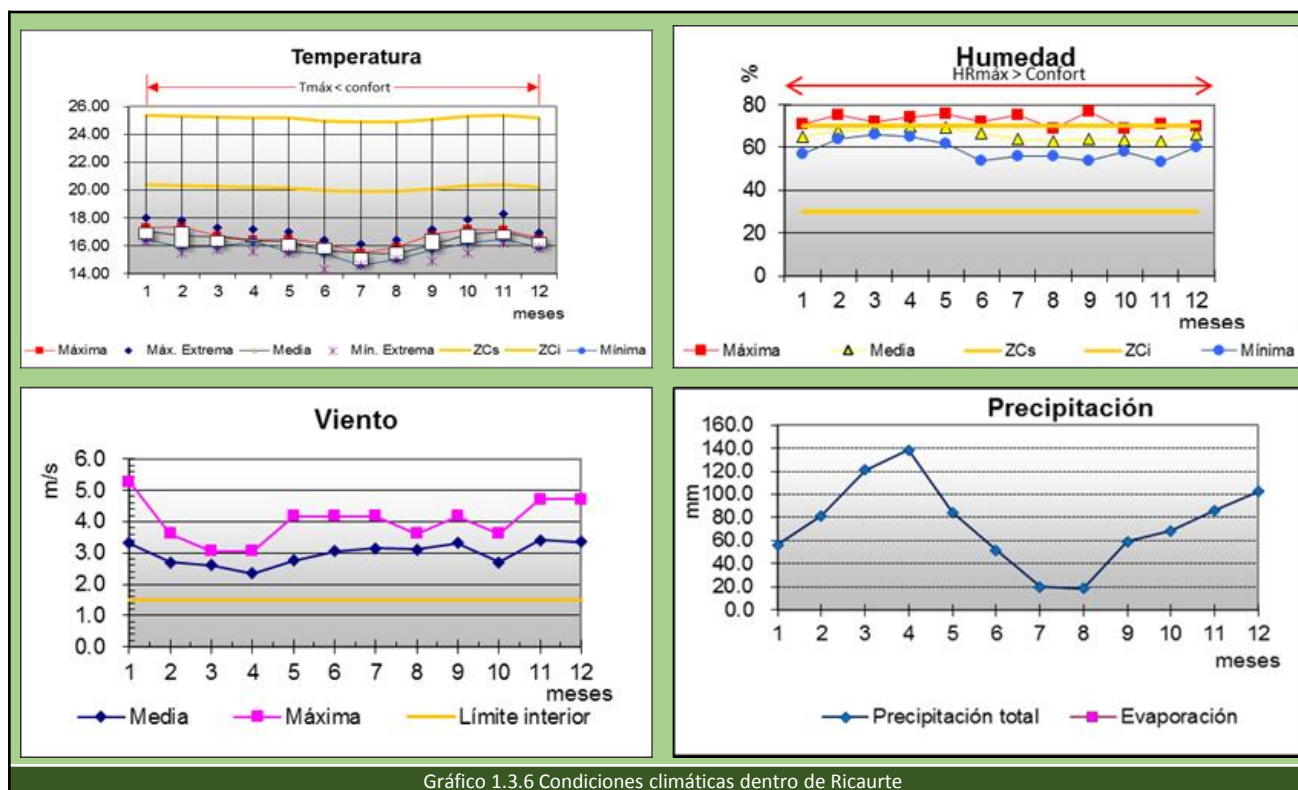 Temperatura
Tmáx < confort
26.00
24.00
22.00
20.00
18.00
16.00
14.00
1 2 3 4 5 6 7 8 9 10 11 12
meses
Máxima Máx. Extrema Media Mín. Extrema ZCs ZCi Mínima
Humedad
HRmáx > Confort
%
80
60
40
20
0
1 2 3 4 5 6 7 8 9 10 11 12
meses
Máxima Media ZCs ZCi Mínima
Viento
m/s
6.0
5.0
4.0
3.0
2.0
1.0
0.0
1 2 3 4 5 6 7 8 9 10 11 12
meses
Media Máxima Límite interior
Precipitación
mm
160.0
140.0
120.0
100.0
80.0
60.0
40.0
20.0
0.0
1 2 3 4 5 6 7 8 9 10 11 12
meses
Precipitación total Evaporación
Gráfico 1.3.6 Condiciones climáticas dentro de Ricaurte